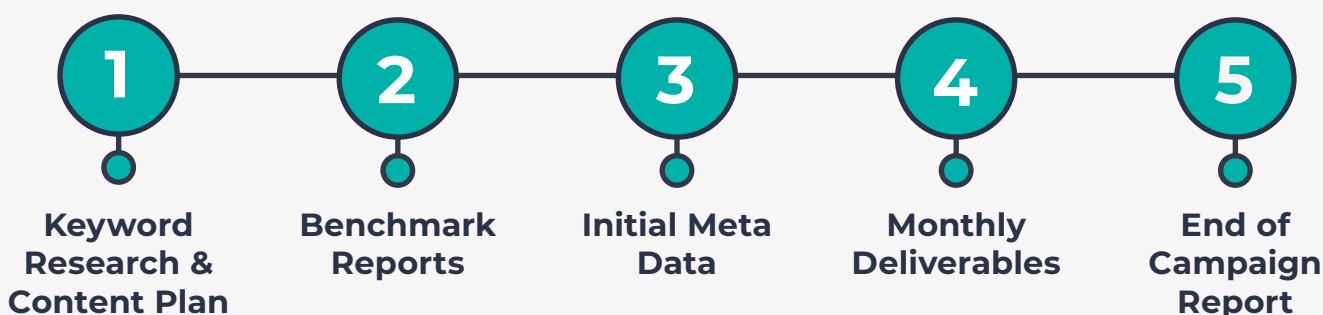 1
2
3
4
5
Keyword
Research &
Content Plan
Benchmark
Reports
Initial Meta
Data
Monthly
Deliverables
End of
Campaign
Report